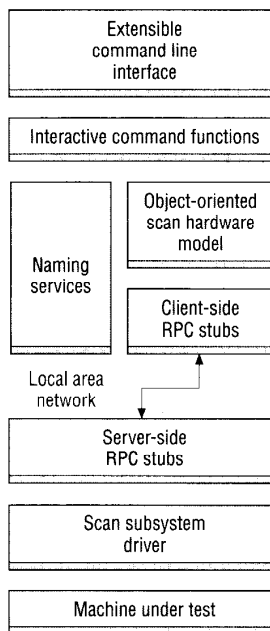 Extensible
command line
interface
Interactive command functions
Naming
services
Object-oriented
scan hardware
model
Client-side
RPC stubs
Local area
network
Server-side
RPC stubs
Scan subsystem
driver
Machine under test